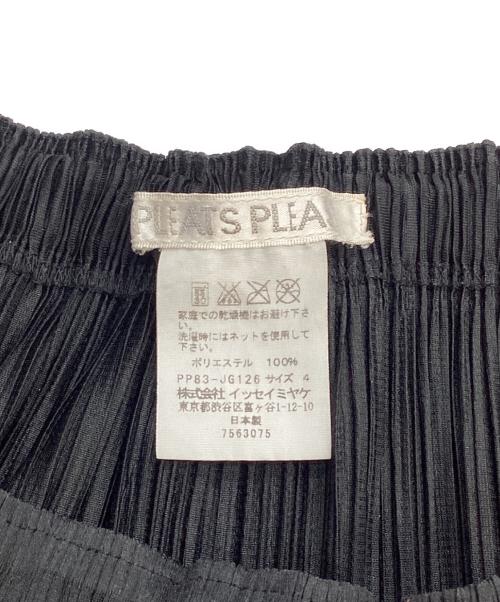 PLEATS PLEA
家庭での乾燥機はお避け下さ
い。
洗濯時にはネットを使用して
下さい。
ポリエステル 100%
PP83-JG126 サイズ 4
株式会社イッセイミヤケ
東京都渋谷区富ヶ谷1-12-10
日本製
7563075